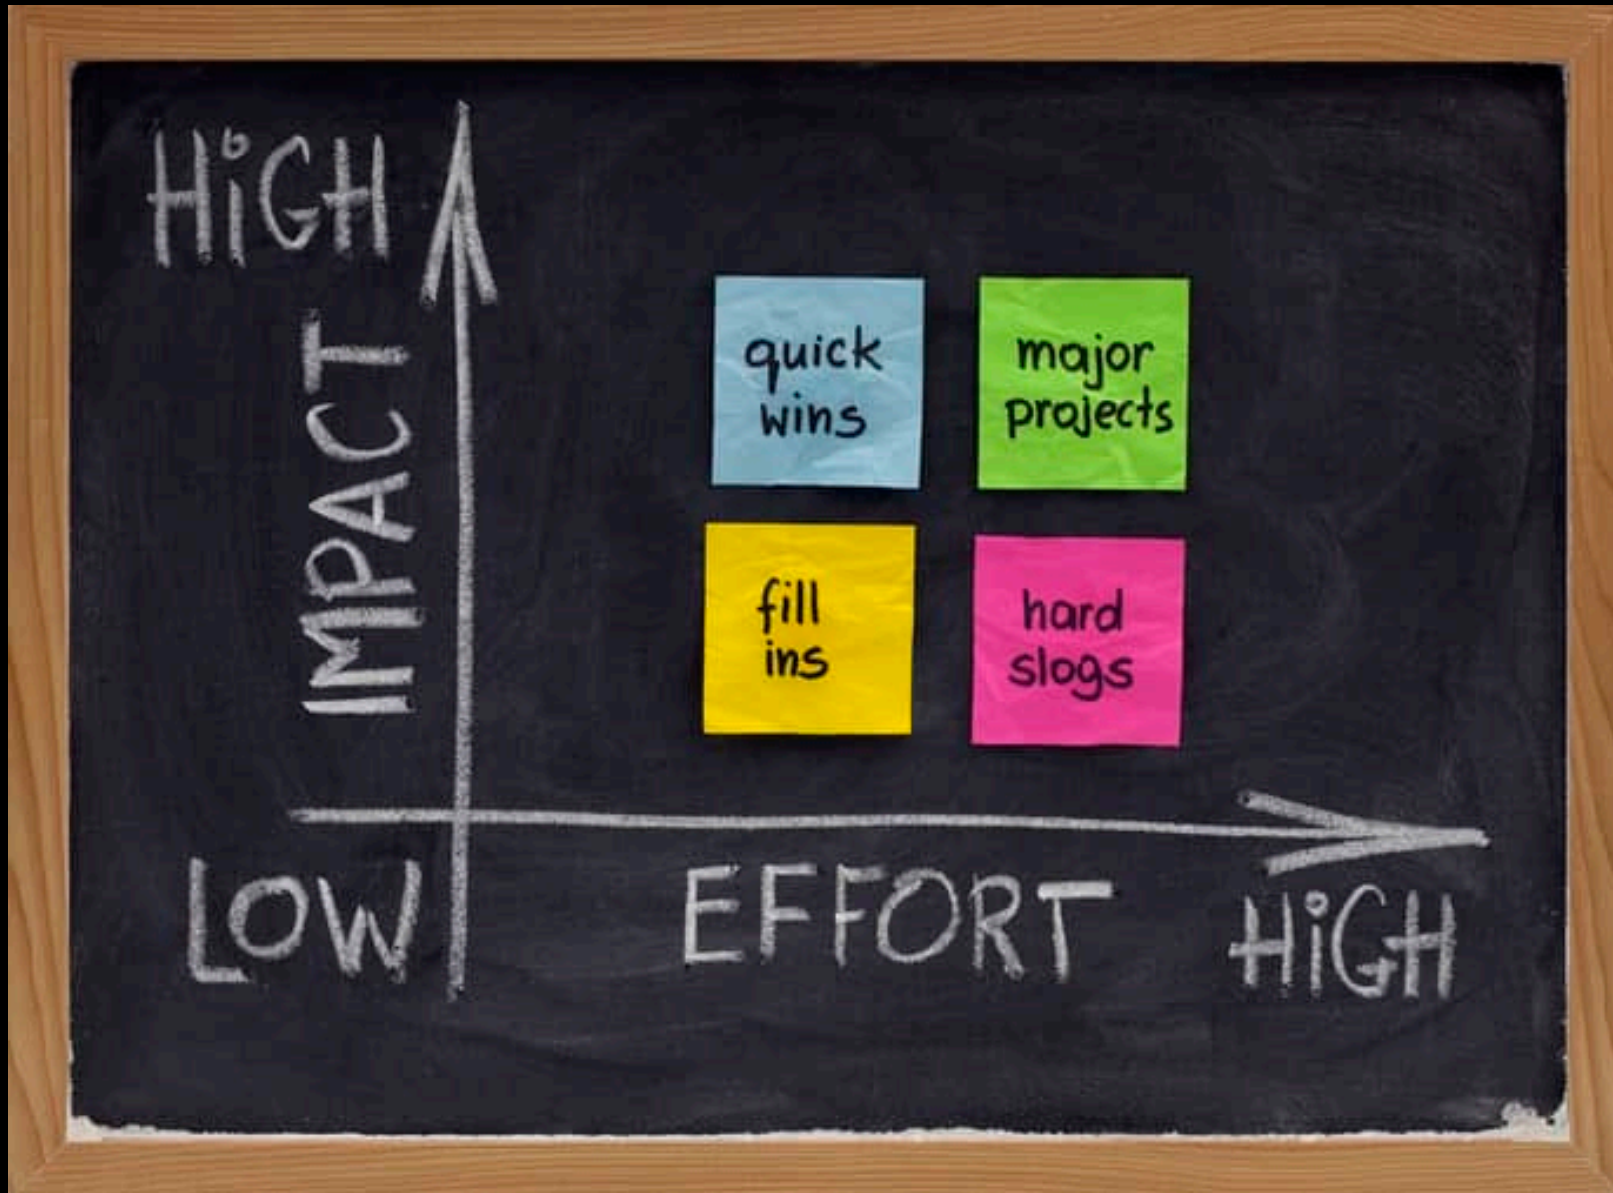 HiGH
IMPACT
quick
wins
major
projects
fill
ins
hard
slogs
LOW
EFFORT
HiGH